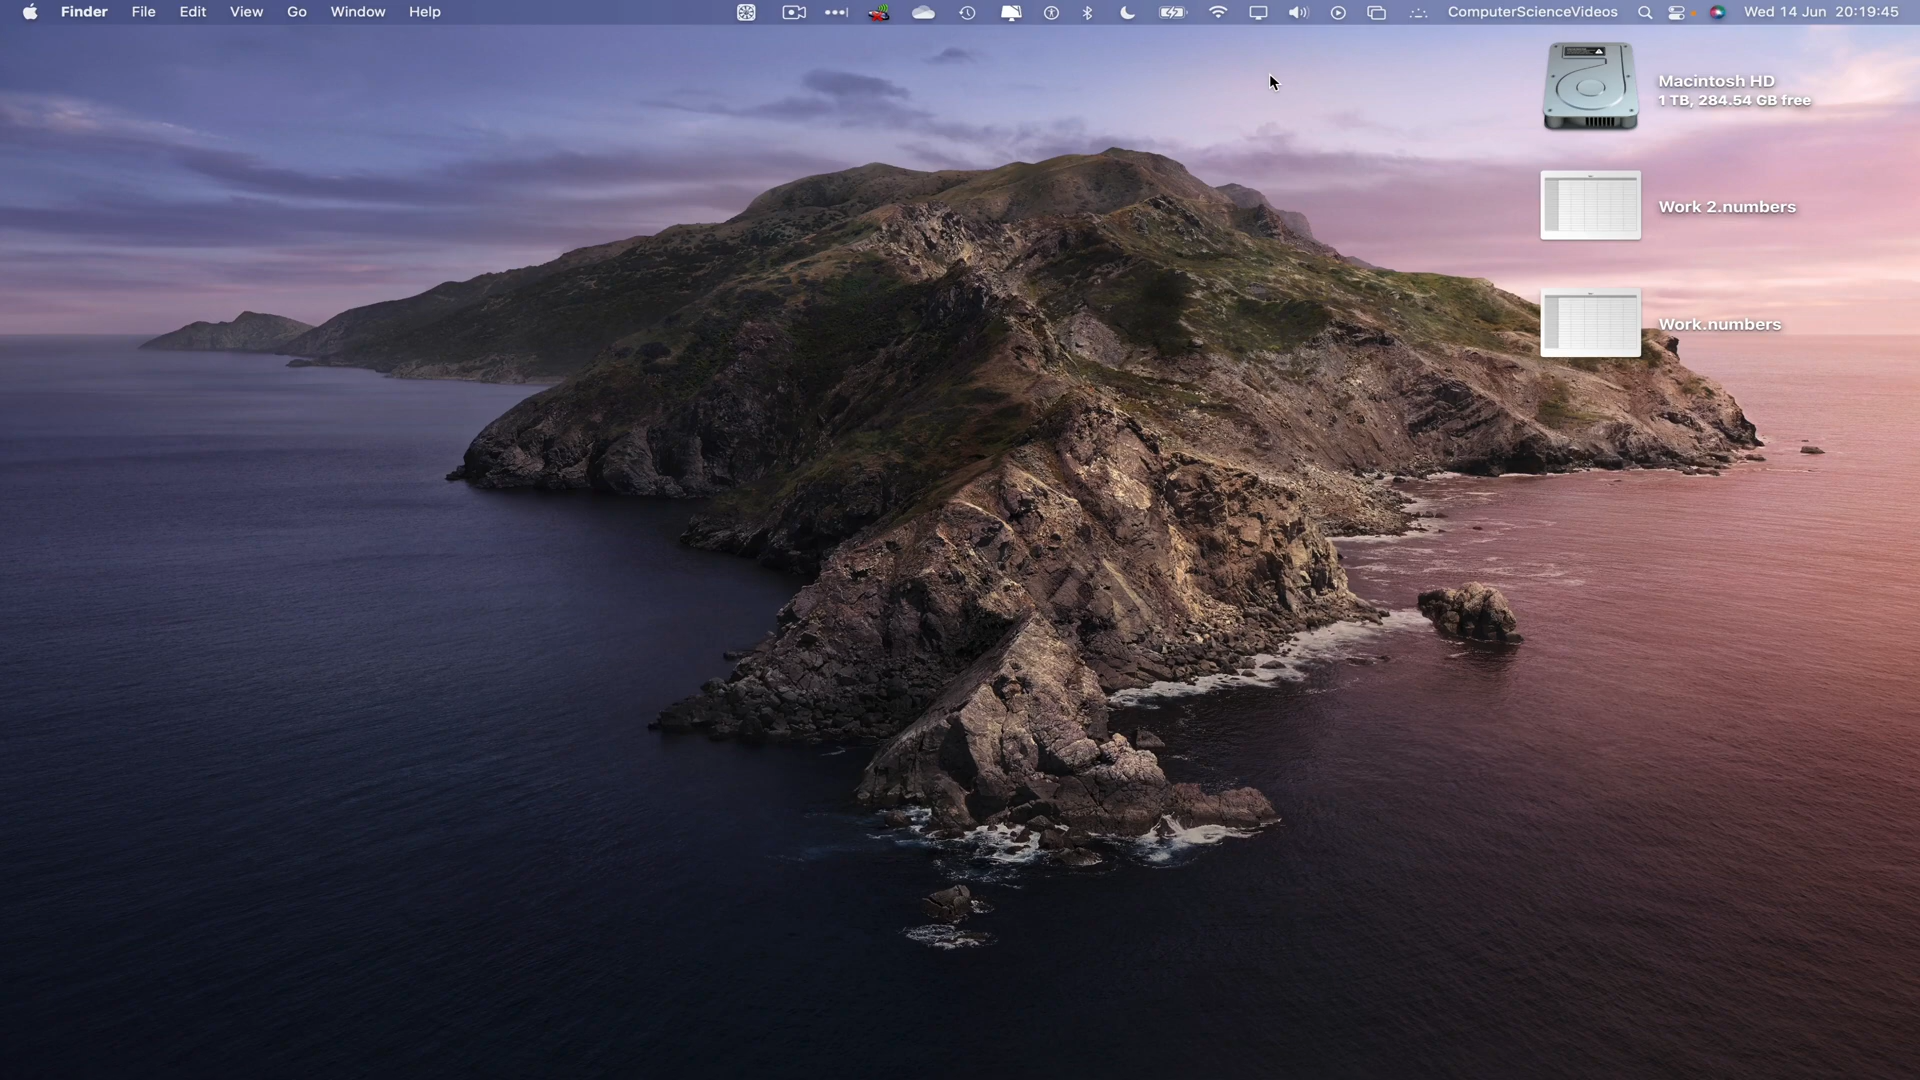 Finder File Edit View Go Window Help ComputerScienceVideos Wed 14 Jun 20:19:45
Macintosh HD
1 TB, 284.54 GB free
Work 2.numbers
Work.numbers